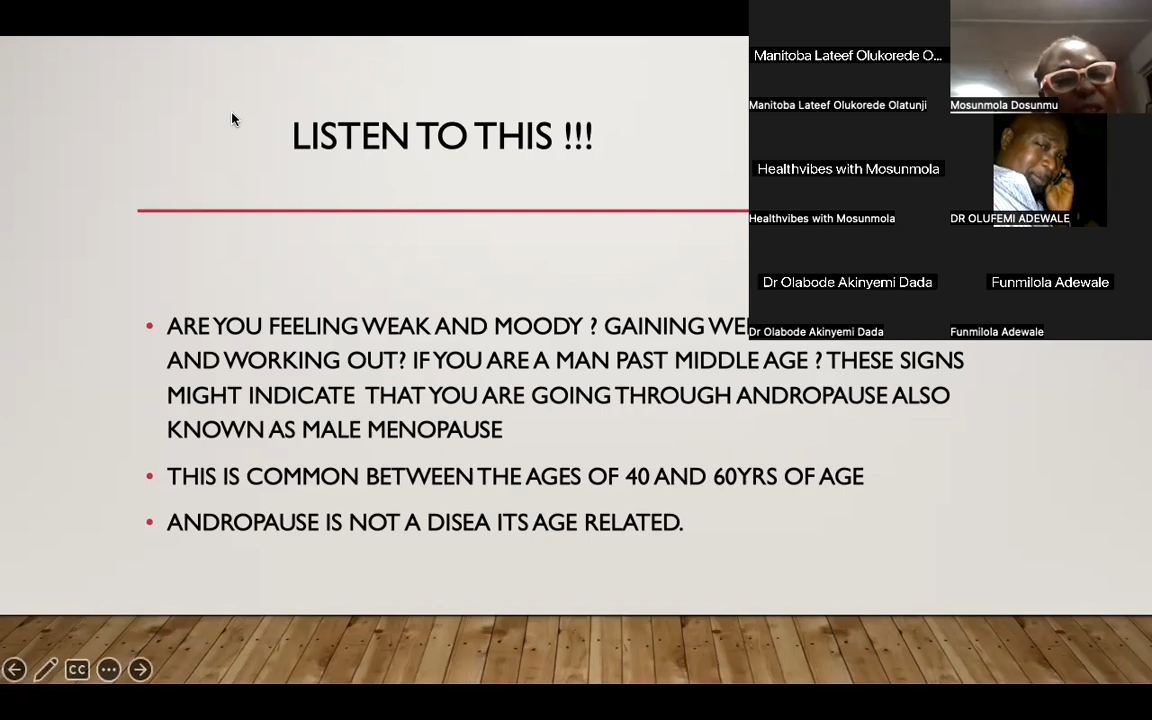 LISTEN TO THIS !!!
ARE YOU FEELING WEAK AND MOODY ? GAINING
AND WORKING OUT? IF YOU ARE A MAN PAST MIDDLE AGE ? THESE SIGNS
MIGHT INDICATE THAT YOU ARE GOING THROUGH ANDROPAUSE ALSO
KNOWN AS MALE MENOPAUSE
THIS IS COMMON BETWEEN THE AGES OF 40 AND 60YRS OF AGE
ANDROPAUSE IS NOT A DISEA ITS AGE RELATED.
Manitoba Lateef Olukorede O...
Manitoba Lateef Olukorede Olatunji
Mosunmola Dosunmu
Healthvibes with Mosunmola
Healthvibes with Mosunmola
DR OLUFEMI ADEWALE
Dr Olabode Akinyemi Dada
Dr Olabode Akinyemi Dada
Funmilola Adewale
Funmilola Adewale
CC